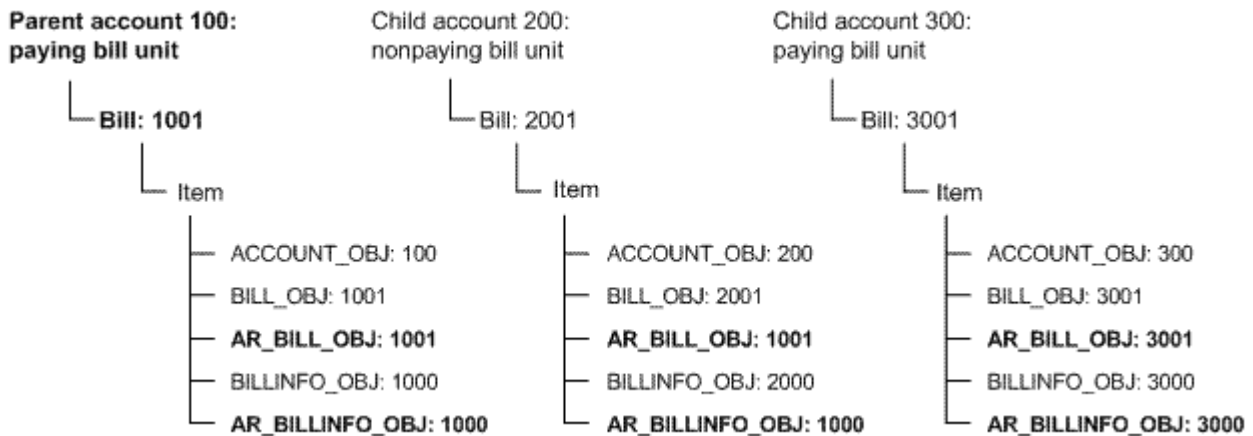 Parent account 100:
paying bill unit
Bill: 1001
Item
ACCOUNT_OBJ: 100
BILL_OBJ: 1001
AR_BILL_OBJ: 1001
BILLINFO_OBJ: 1000
AR_BILLINFO_OBJ: 1000
Child account 200:
nonpaying bill unit
Bill: 2001
Item
ACCOUNT_OBJ: 200
BILL_OBJ: 2001
AR_BILL_OBJ: 1001
BILLINFO_OBJ: 2000
AR_BILLINFO_OBJ: 1000
Child account 300:
paying bill unit
Bill: 3001
Item
ACCOUNT_OBJ: 300
BILL_OBJ: 3001
AR_BILL_OBJ: 3001
BILLINFO_OBJ: 3000
AR_BILLINFO_OBJ: 3000